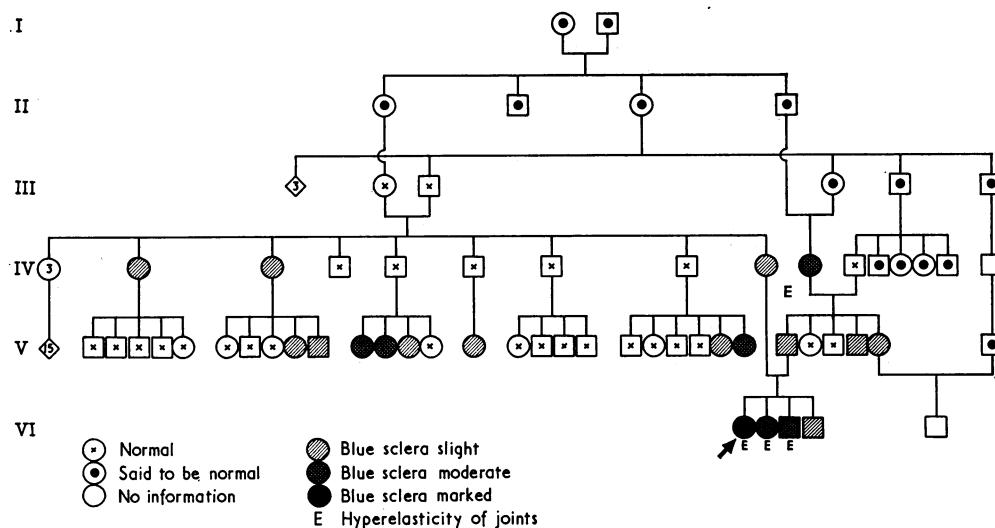 I
II
III
3
IV
3
E
V
15
VI
E E E
Normal
Said to be normal
No information
Blue sclera slight
Blue sclera moderate
Blue sclera marked
E Hyperelasticity of joints